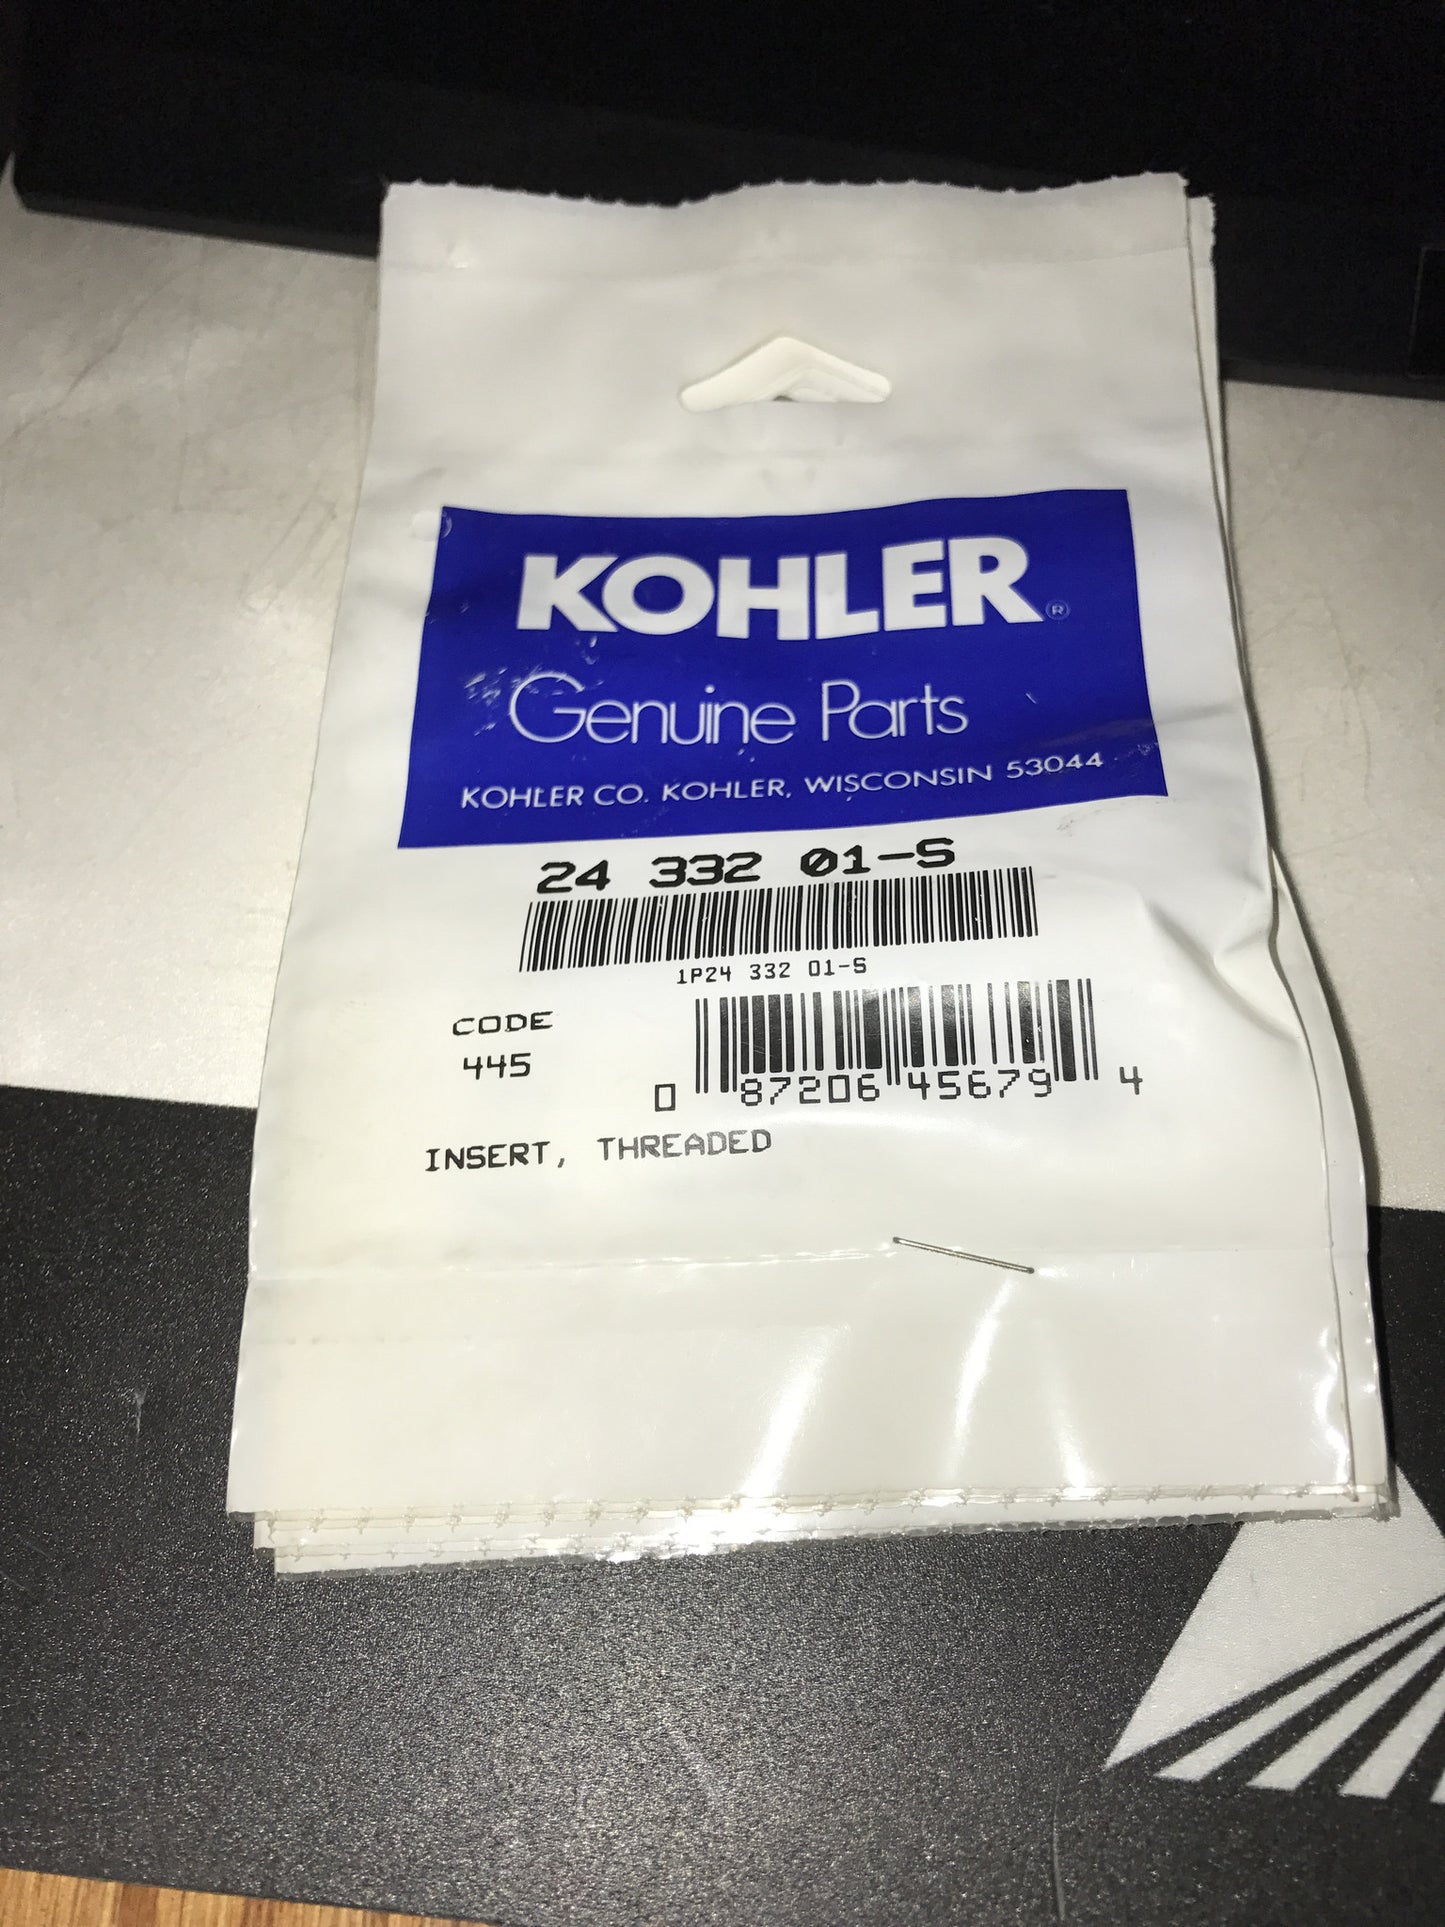 KOHLER®
Genuine Parts
KOHLER CO. KOHLER, WISCONSIN 53044
24 332 01-S
1P24 332 01-S
CODE
445
0 87206 45679 4
INSERT, THREADED